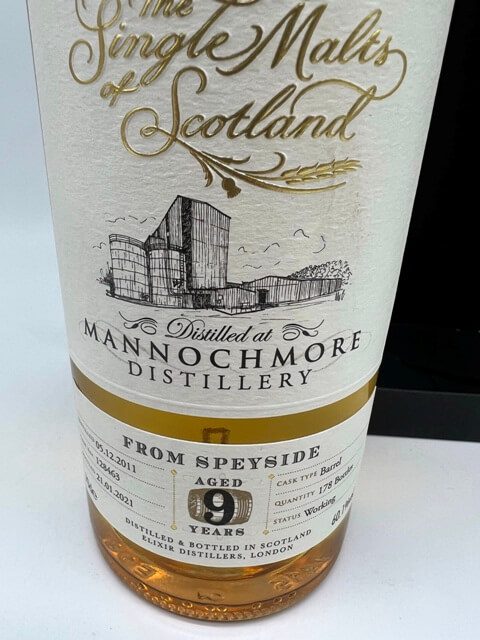 The
Single Malts
of
Scotland
Distilled at
MANNOCHMORE
DISTILLERY
FROM SPEYSIDE
05.12.2011
128463
21.01.2021
AGED
9
YEARS
CASK TYPE Barrel
QUANTITY 178 Bottles
STATUS Working
DISTILLED & BOTTLED IN SCOTLAND
ELIXIR DISTILLERS, LONDON